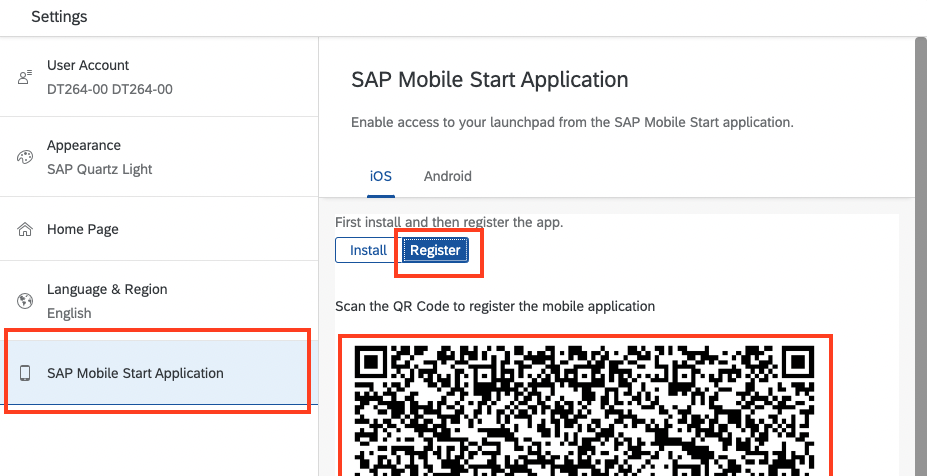 Settings
User Account
DT264-00 DT264-00
Appearance
SAP Quartz Light
Home Page
Language & Region
English
SAP Mobile Start Application
SAP Mobile Start Application
Enable access to your launchpad from the SAP Mobile Start application.
iOS Android
First install and then register the app.
Install Register
Scan the QR Code to register the mobile application